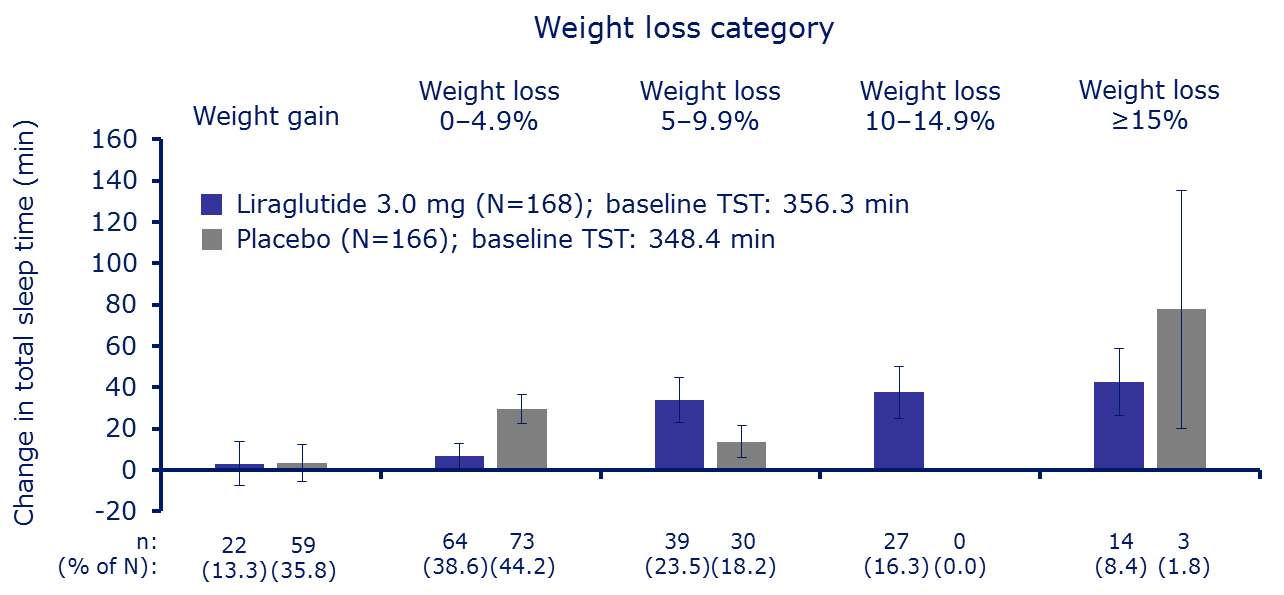 Weight loss category
Weight gain
Weight loss
0–4.9%
Weight loss
5–9.9%
Weight loss
10–14.9%
Weight loss
≥15%
Change in total sleep time (min)
160
140
120
100
80
60
40
20
0
-20
Liraglutide 3.0 mg (N=168); baseline TST: 356.3 min
Placebo (N=166); baseline TST: 348.4 min
n: 22 59 64 73 39 30 27 0 14 3
(% of N): (13.3) (35.8) (38.6) (44.2) (23.5) (18.2) (16.3) (0.0) (8.4) (1.8)